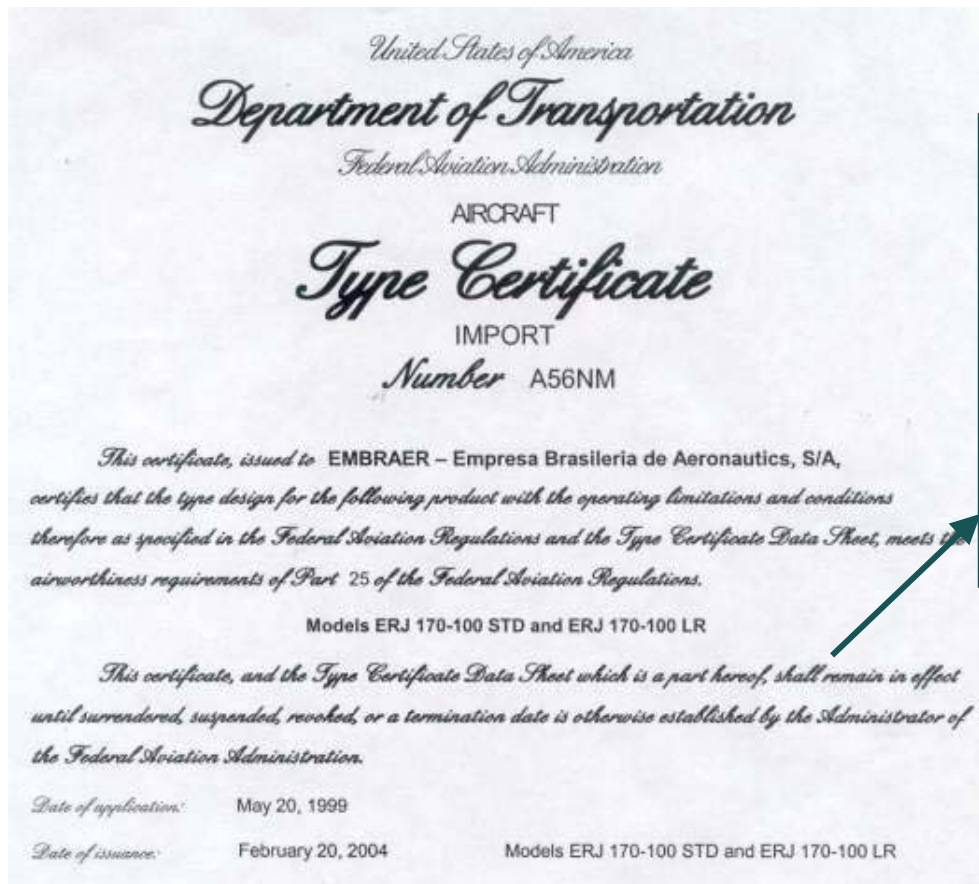 United States of America
Department of Transportation
Federal Aviation Administration
AIRCRAFT
Type Certificate
IMPORT
Number A56NM
This certificate, issued to EMBRAER – Empresa Brasileria de Aeronautics, S/A,
certifies that the type design for the following product with the operating limitations and conditions
therefore as specified in the Federal Aviation Regulations and the Type Certificate Data Sheet, meets the
airworthiness requirements of Part 25 of the Federal Aviation Regulations.
Models ERJ 170-100 STD and ERJ 170-100 LR
This certificate, and the Type Certificate Data Sheet which is a part hereof, shall remain in effect
until surrendered, suspended, revoked, or a termination date is otherwise established by the Administrator of
the Federal Aviation Administration.
Date of application: May 20, 1999
Date of issuance: February 20, 2004 Models ERJ 170-100 STD and ERJ 170-100 LR